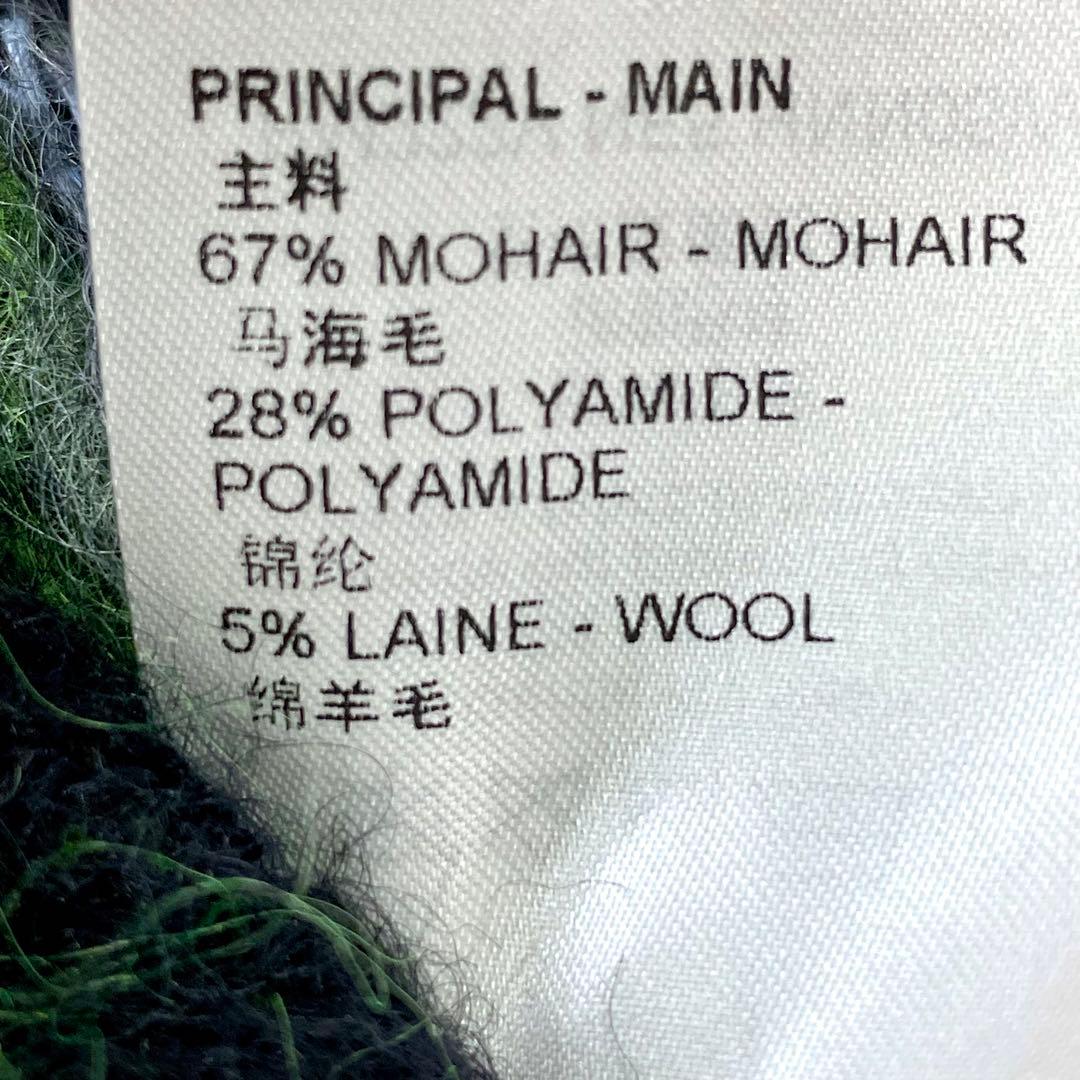 PRINCIPAL - MAIN
主料
67% MOHAIR - MOHAIR
马海毛
28% POLYAMIDE -
POLYAMIDE
锦纶
5% LAINE - WOOL
绵羊毛